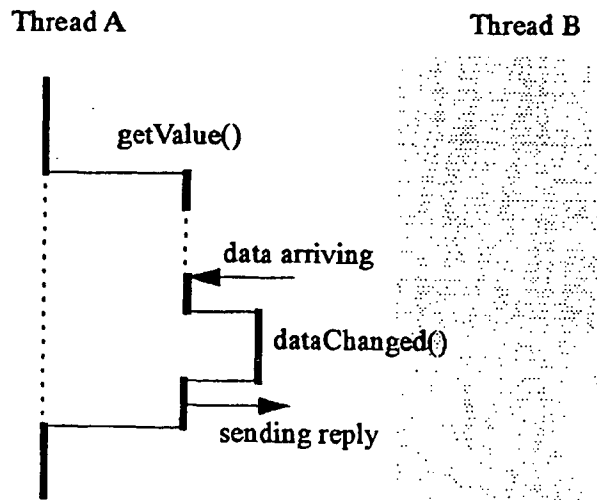 Thread A
Thread B
getValue()
data arriving
dataChanged()
sending reply